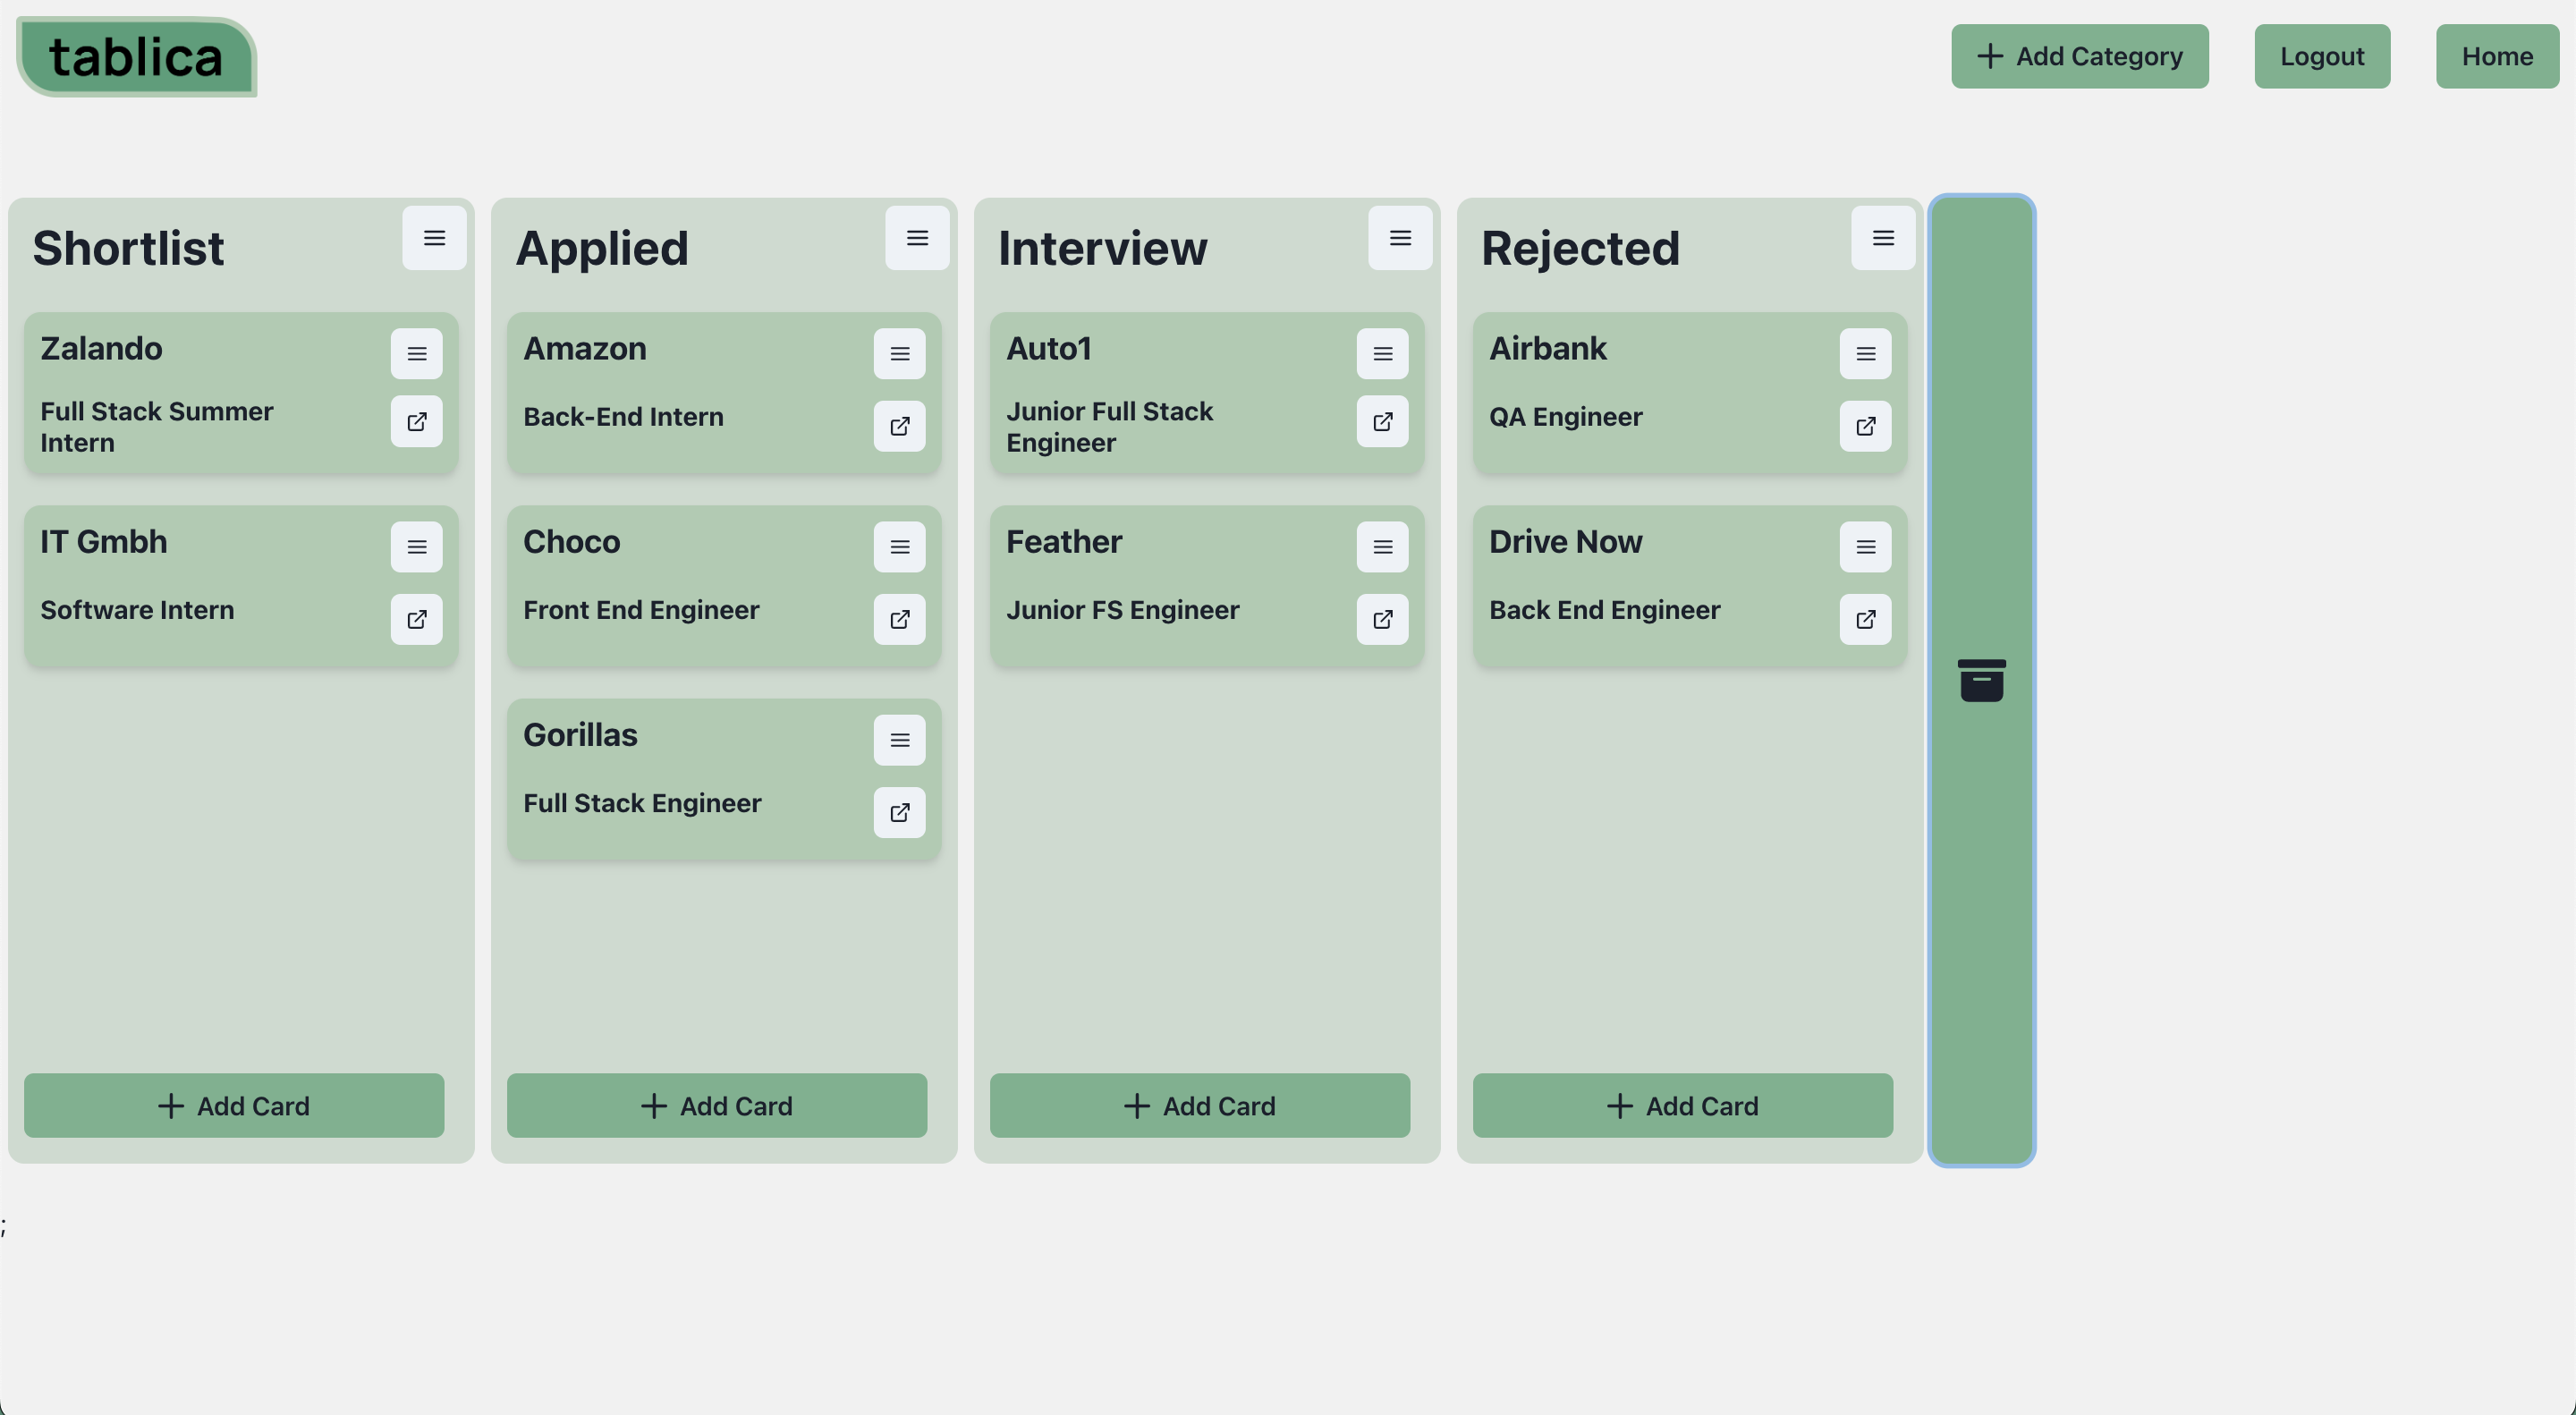 tablica
Add Category
Logout
Home
Shortlist
Zalando
Full Stack Summer
Intern
IT Gmbh
Software Intern
Add Card
Applied
Amazon
Back-End Intern
Choco
Front End Engineer
Gorillas
Full Stack Engineer
Add Card
Interview
Auto1
Junior Full Stack
Engineer
Feather
Junior FS Engineer
Add Card
Rejected
Airbank
QA Engineer
Drive Now
Back End Engineer
Add Card
;